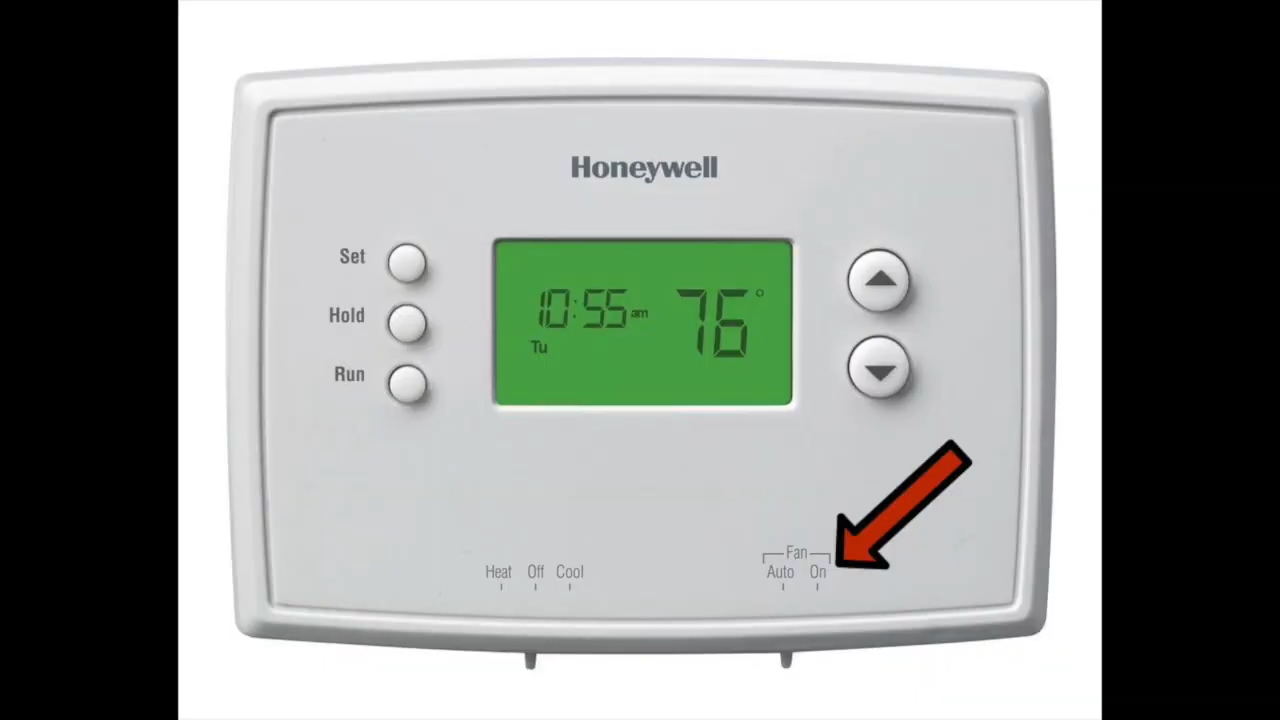 Honeywell
Set
Hold
Run
10:55 am
76°
Tu
Heat Off Cool
Fan
Auto On